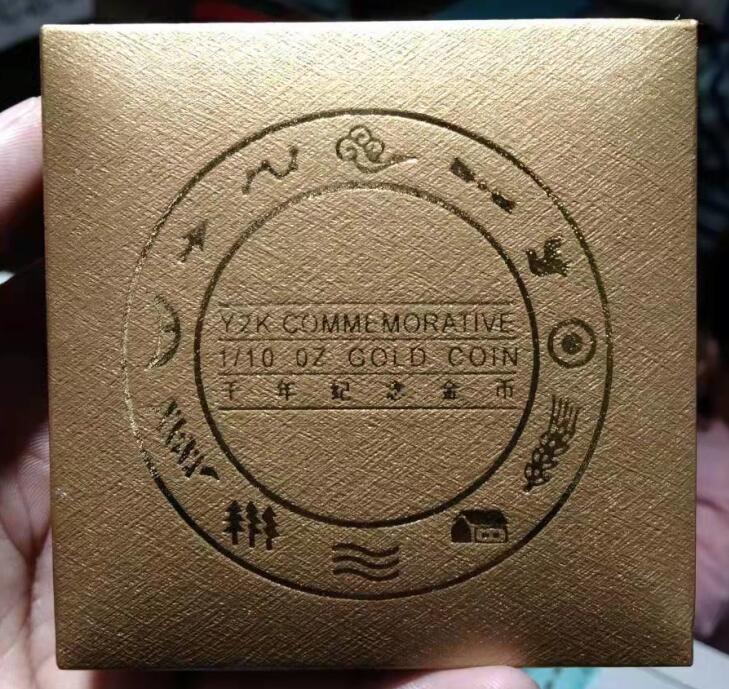 Y2K COMMEMORATIVE
1/10 OZ GOLD COIN
千年纪念金币